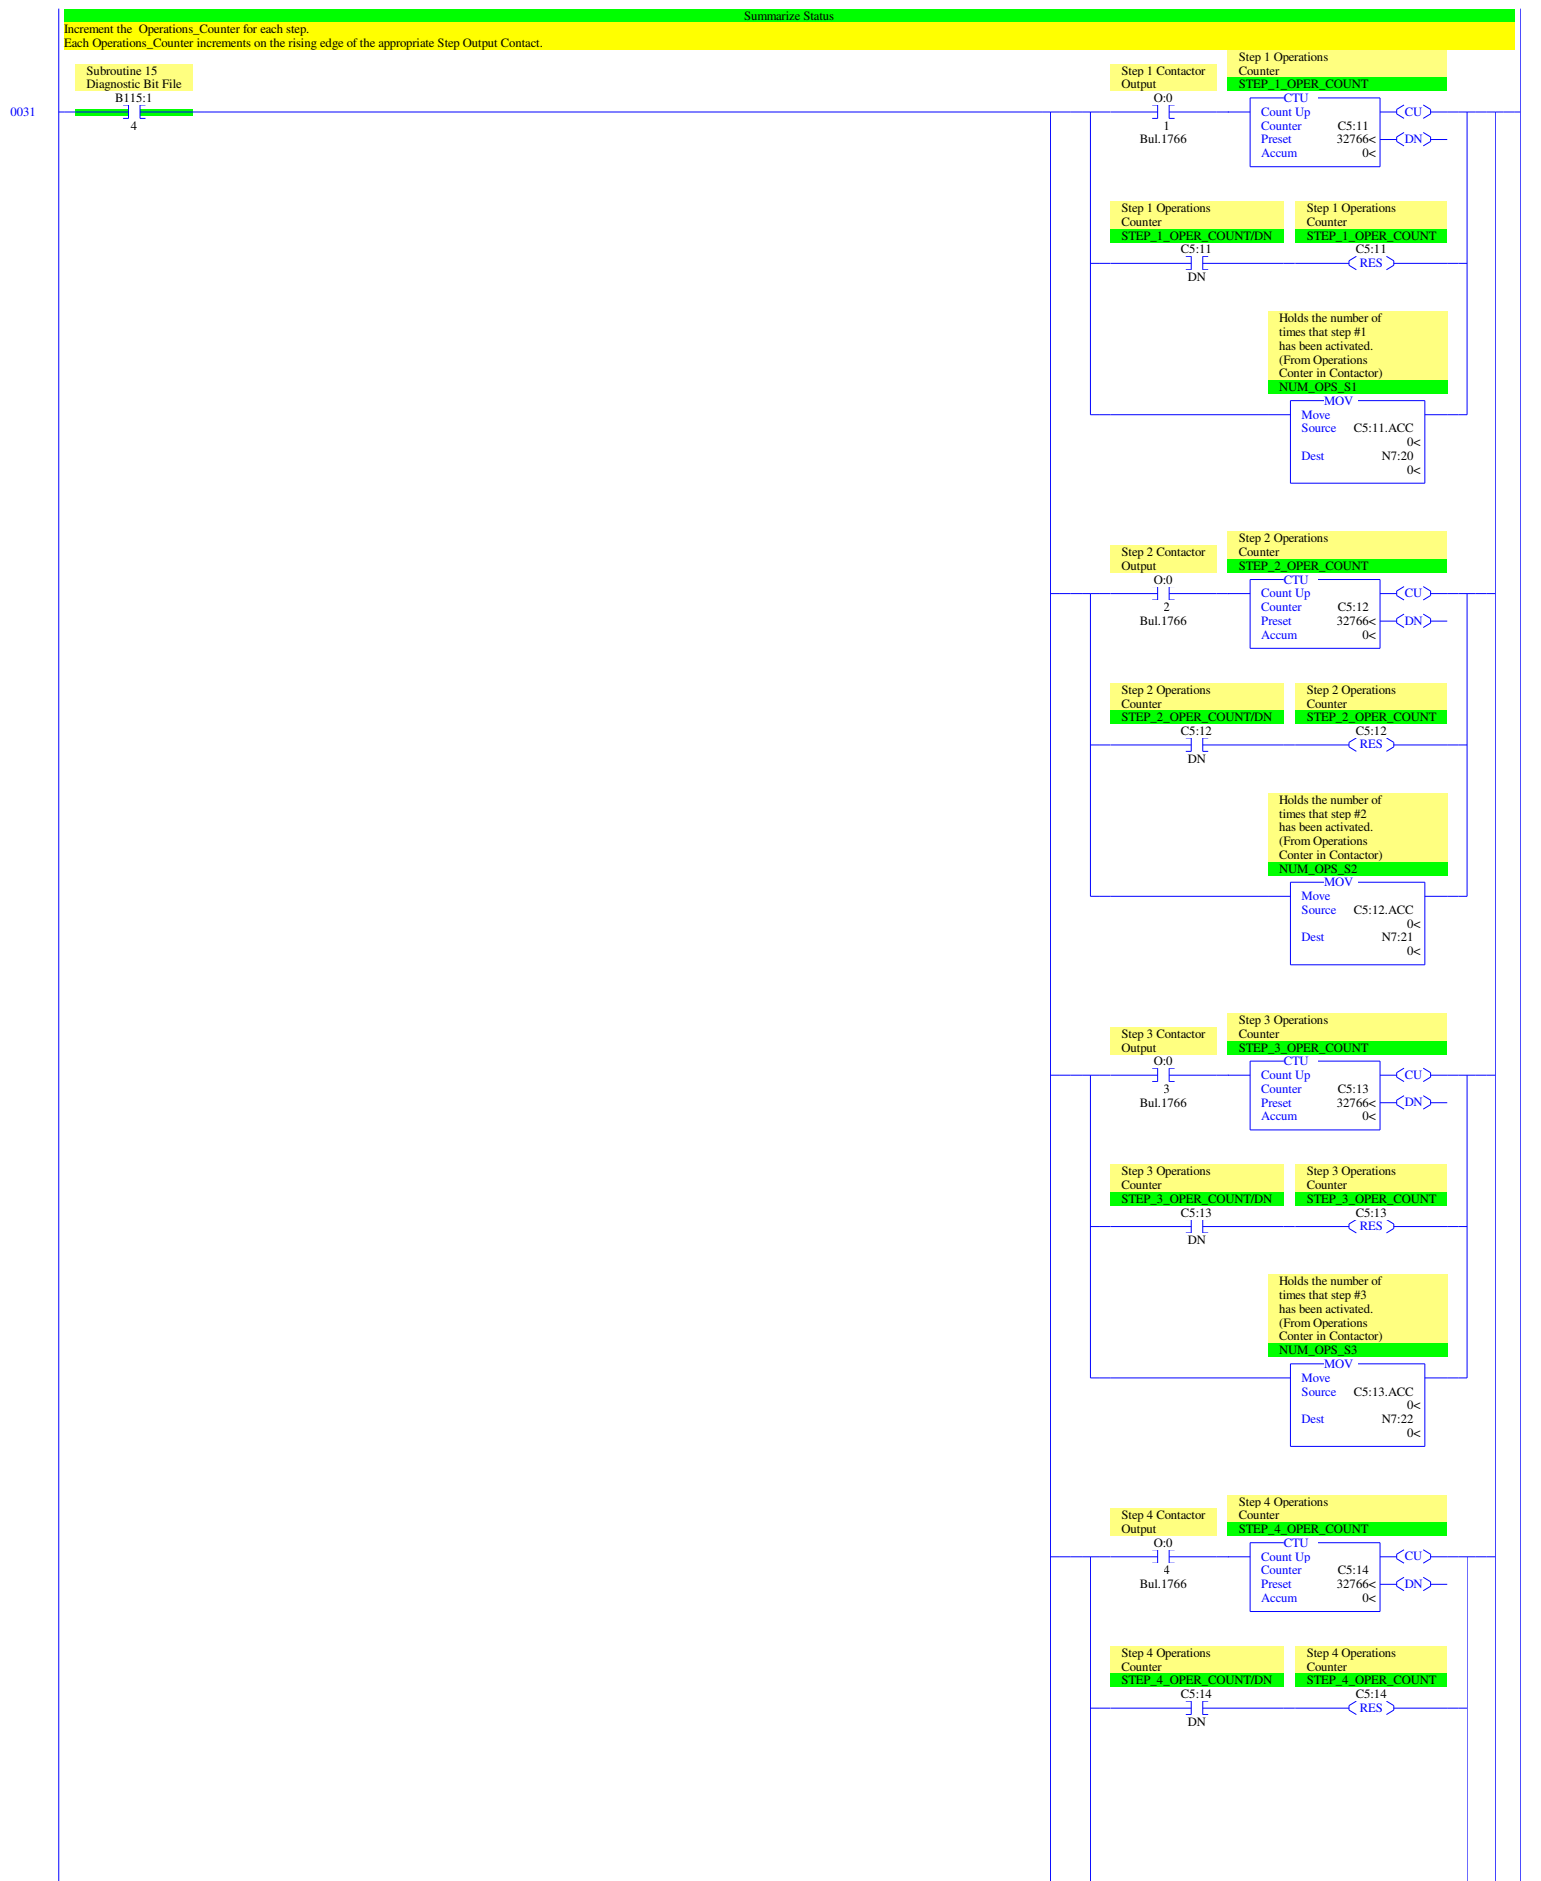 Summarize Status
Increment the  Operations_Counter for each step.
Each Operations_Counter increments on the rising edge of the appropriate Step Output Contact.
0031
Subroutine 15
Diagnostic Bit File
B115:1
4
Step 1 Contactor
Output
O:0
1
Bul.1766
Step 1 Operations
Counter
STEP_1_OPER_COUNT
CTU
Count Up
Counter C5:11
Preset 32766<
Accum 0<
CU
DN
Step 1 Operations
Counter
STEP_1_OPER_COUNT/DN
C5:11
DN
Step 1 Operations
Counter
STEP_1_OPER_COUNT
C5:11
RES
Holds the number of
times that step #1
has been activated.
(From Operations
Conter in Contactor)
NUM_OPS_S1
MOV
Move
Source C5:11.ACC
0<
Dest N7:20
0<
Step 2 Contactor
Output
O:0
2
Bul.1766
Step 2 Operations
Counter
STEP_2_OPER_COUNT
CTU
Count Up
Counter C5:12
Preset 32766<
Accum 0<
CU
DN
Step 2 Operations
Counter
STEP_2_OPER_COUNT/DN
C5:12
DN
Step 2 Operations
Counter
STEP_2_OPER_COUNT
C5:12
RES
Holds the number of
times that step #2
has been activated.
(From Operations
Conter in Contactor)
NUM_OPS_S2
MOV
Move
Source C5:12.ACC
0<
Dest N7:21
0<
Step 3 Contactor
Output
O:0
3
Bul.1766
Step 3 Operations
Counter
STEP_3_OPER_COUNT
CTU
Count Up
Counter C5:13
Preset 32766<
Accum 0<
CU
DN
Step 3 Operations
Counter
STEP_3_OPER_COUNT/DN
C5:13
DN
Step 3 Operations
Counter
STEP_3_OPER_COUNT
C5:13
RES
Holds the number of
times that step #3
has been activated.
(From Operations
Conter in Contactor)
NUM_OPS_S3
MOV
Move
Source C5:13.ACC
0<
Dest N7:22
0<
Step 4 Contactor
Output
O:0
4
Bul.1766
Step 4 Operations
Counter
STEP_4_OPER_COUNT
CTU
Count Up
Counter C5:14
Preset 32766<
Accum 0<
CU
DN
Step 4 Operations
Counter
STEP_4_OPER_COUNT/DN
C5:14
DN
Step 4 Operations
Counter
STEP_4_OPER_COUNT
C5:14
RES